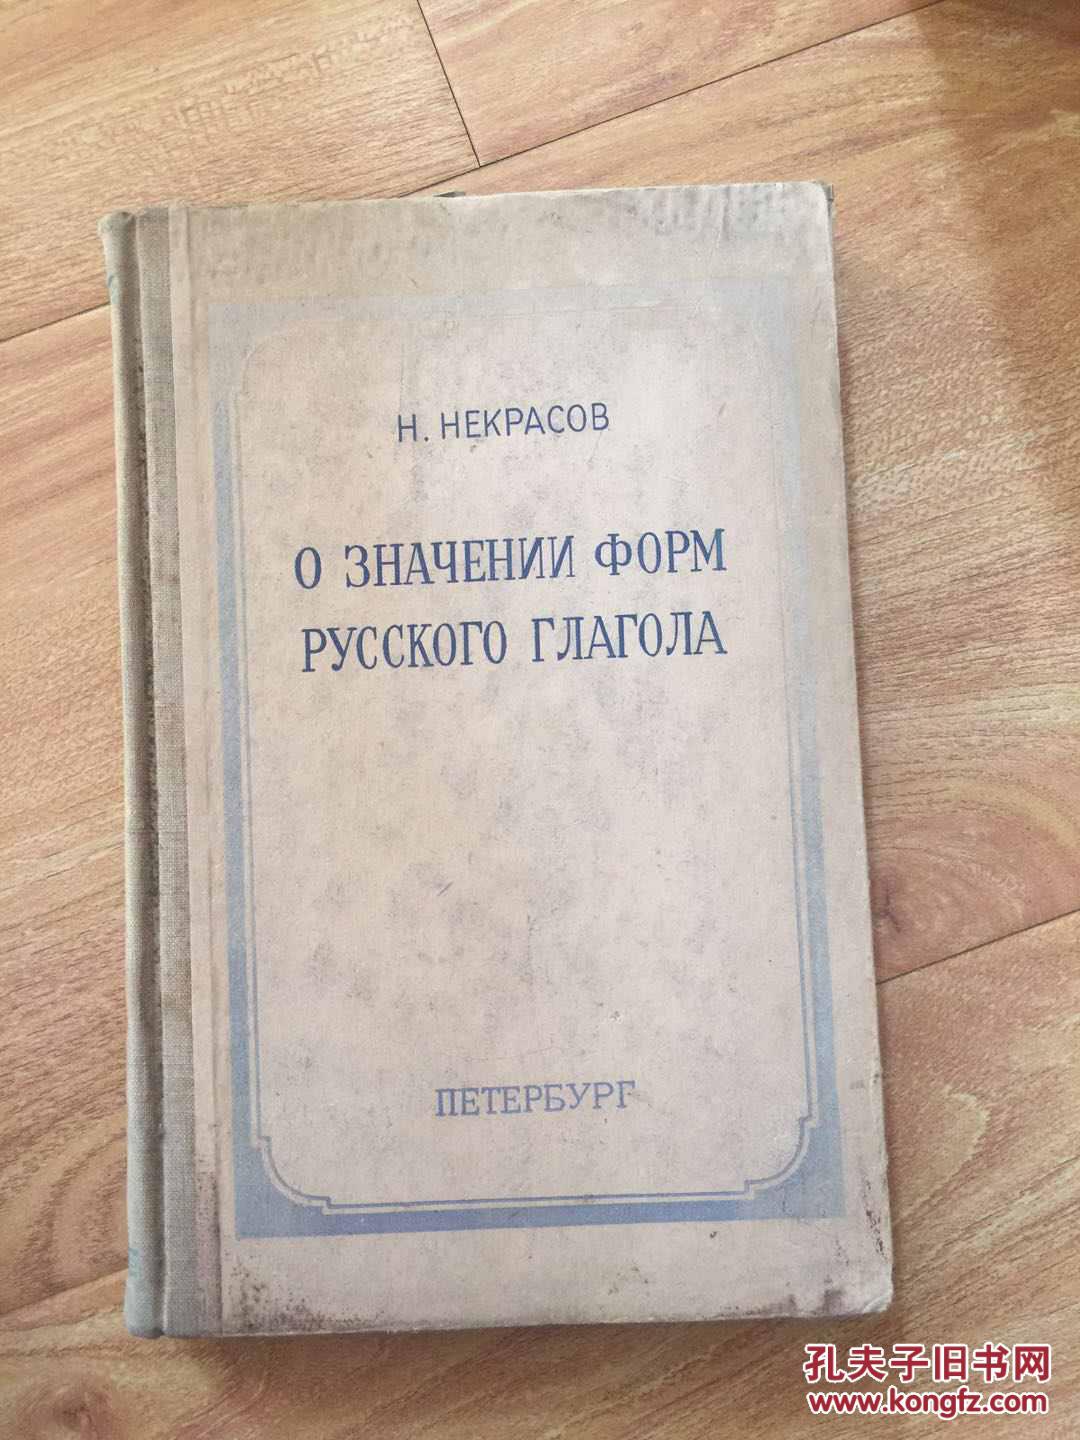 Н. НЕКРАСОВ
О ЗНАЧЕНИИ ФОРМ
РУССКОГО ГЛАГОЛА
ПЕТЕРБУРГ
孔夫子旧书网
www.kongfz.com